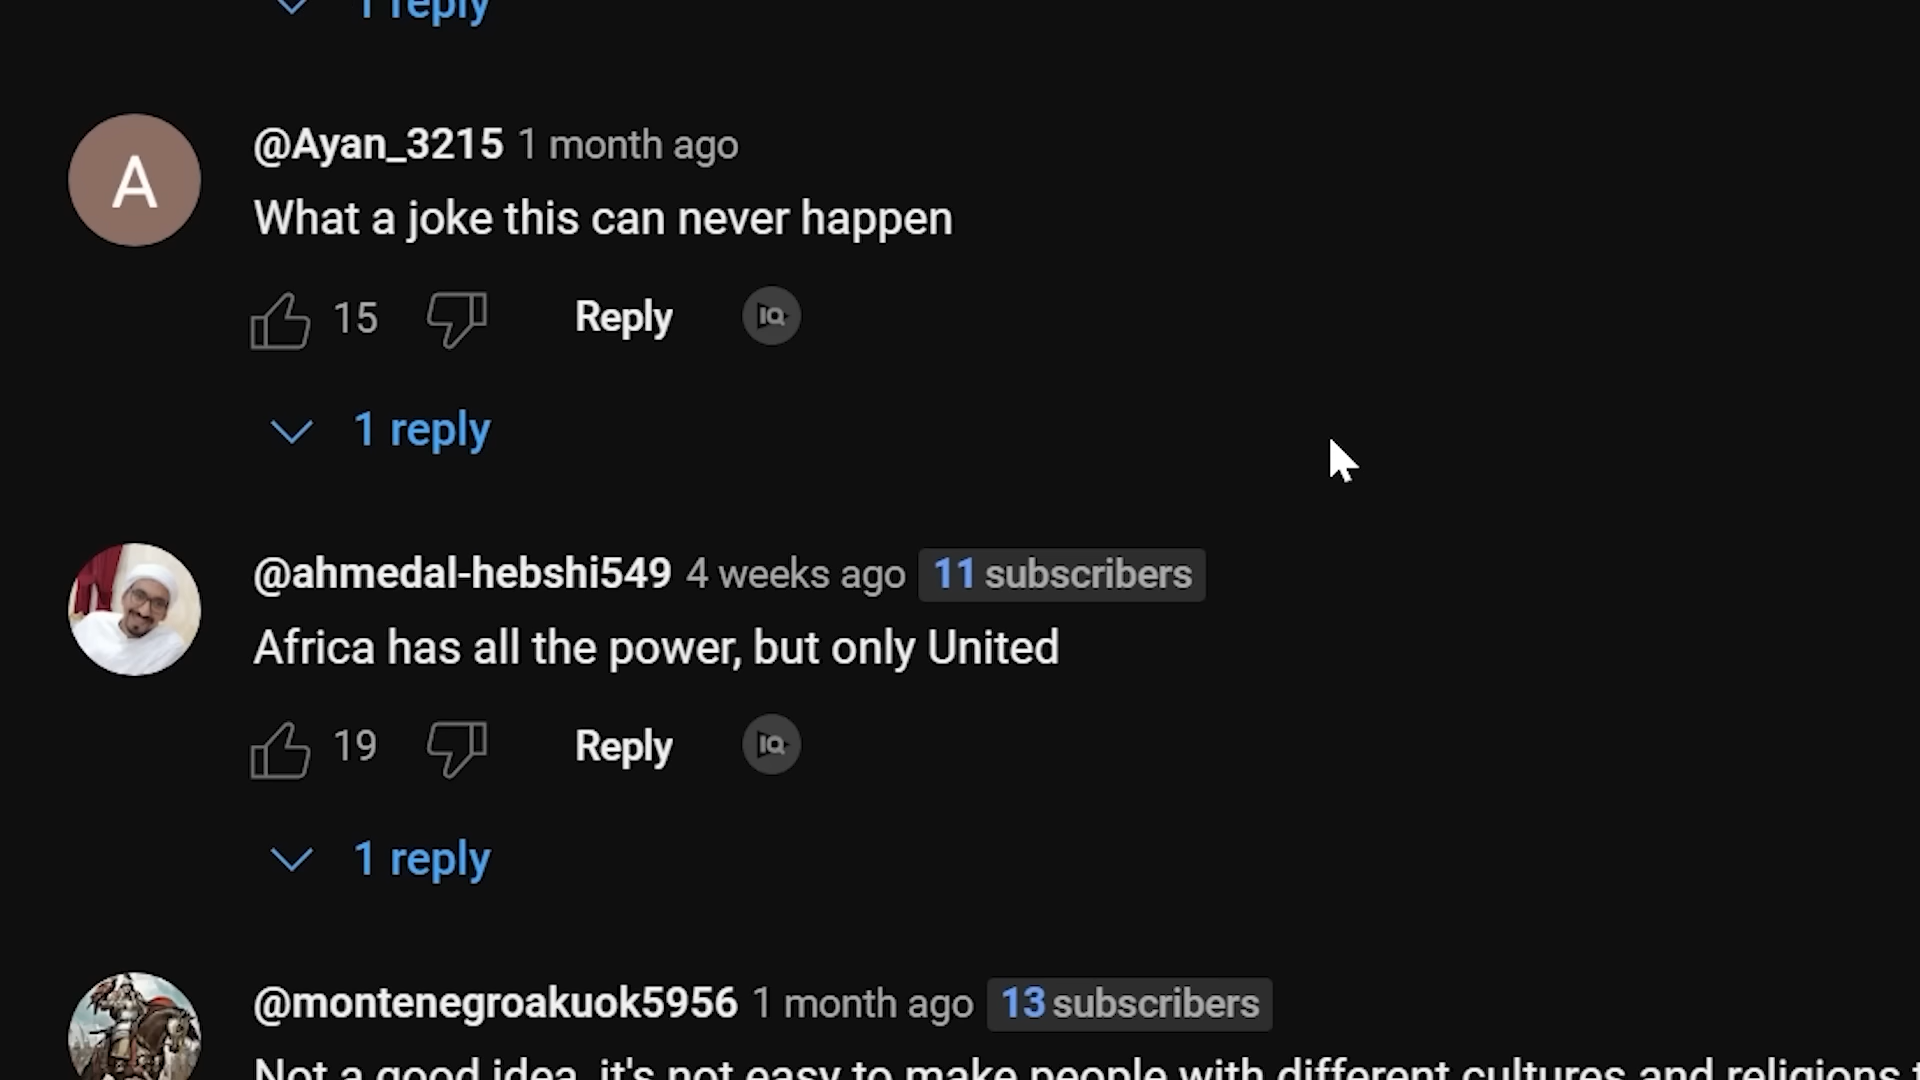 1 reply
@Ayan_3215 1 month ago
A
What a joke this can never happen
15 Reply IQ
1 reply
@ahmedal-hebshi549 4 weeks ago 11 subscribers
Africa has all the power, but only United
19 Reply IQ
1 reply
@montenegroakuok5956 1 month ago 13 subscribers
Not a good idea, it's not easy to make people with different cultures and religions